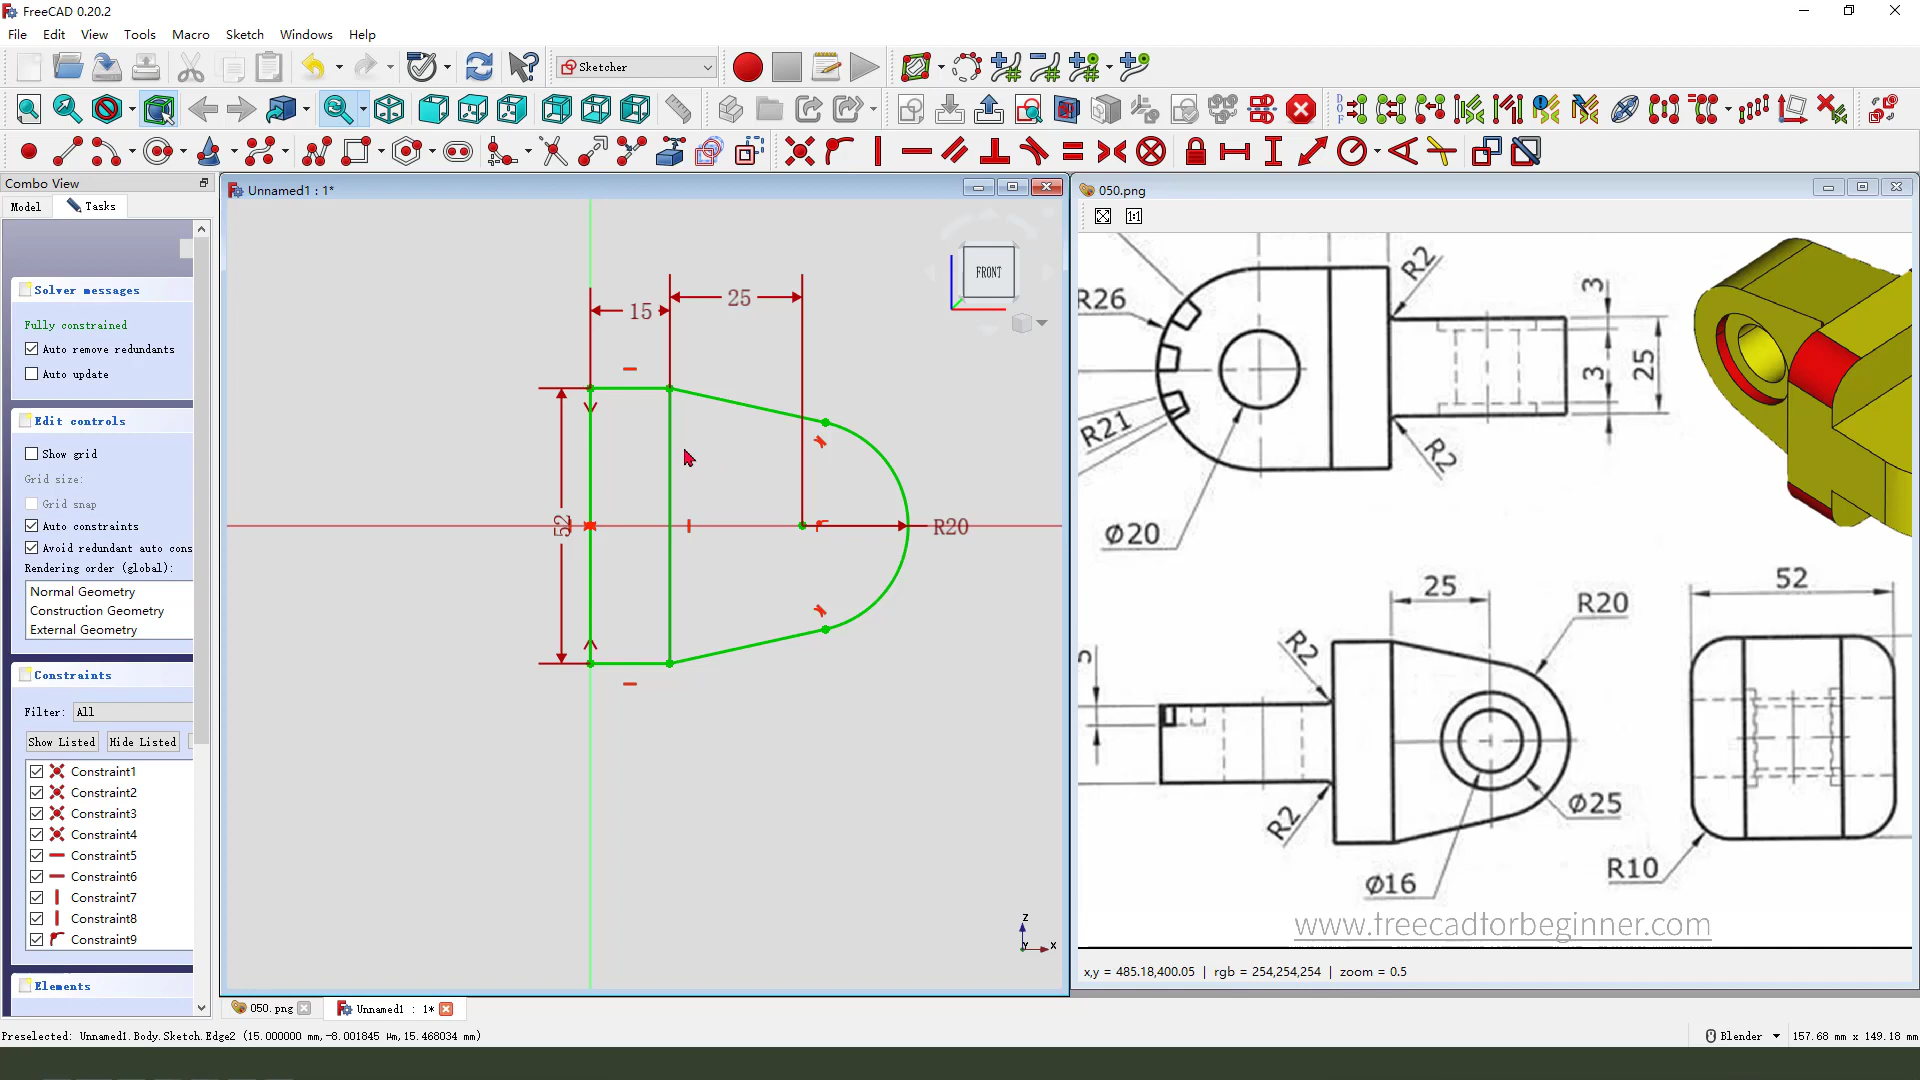 FreeCAD 0.20.2
File Edit View Tools Macro Sketch Windows Help
Sketcher
Combo View
Model Tasks
Solver messages
Fully constrained
Auto remove redundants
Auto update
Edit controls
Show grid
Grid size:
Grid snap
Auto constraints
Avoid redundant auto cons
Rendering order (global):
Normal Geometry
Construction Geometry
External Geometry
Constraints
Filter: All
Show Listed Hide Listed
Constraint1
Constraint2
Constraint3
Constraint4
Constraint5
Constraint6
Constraint7
Constraint8
Constraint9
Elements
Unnamed1 : 1*
FRONT
15
25
52
R20
Z
Y
X
050.png
1:1
R26
R21
Ø20
R2
R2
3
3
25
25
R20
R2
R2
5
Ø25
Ø16
52
R10
www.freecadforbeginner.com
x,y = 485.18,400.05 | rgb = 254,254,254 | zoom = 0.5
050.png Unnamed1 : 1*
Preselected: Unnamed1.Body.Sketch.Edge2 (15.000000 mm,-8.001845 µm,15.468034 mm)
Blender 157.68 mm x 149.18 mm